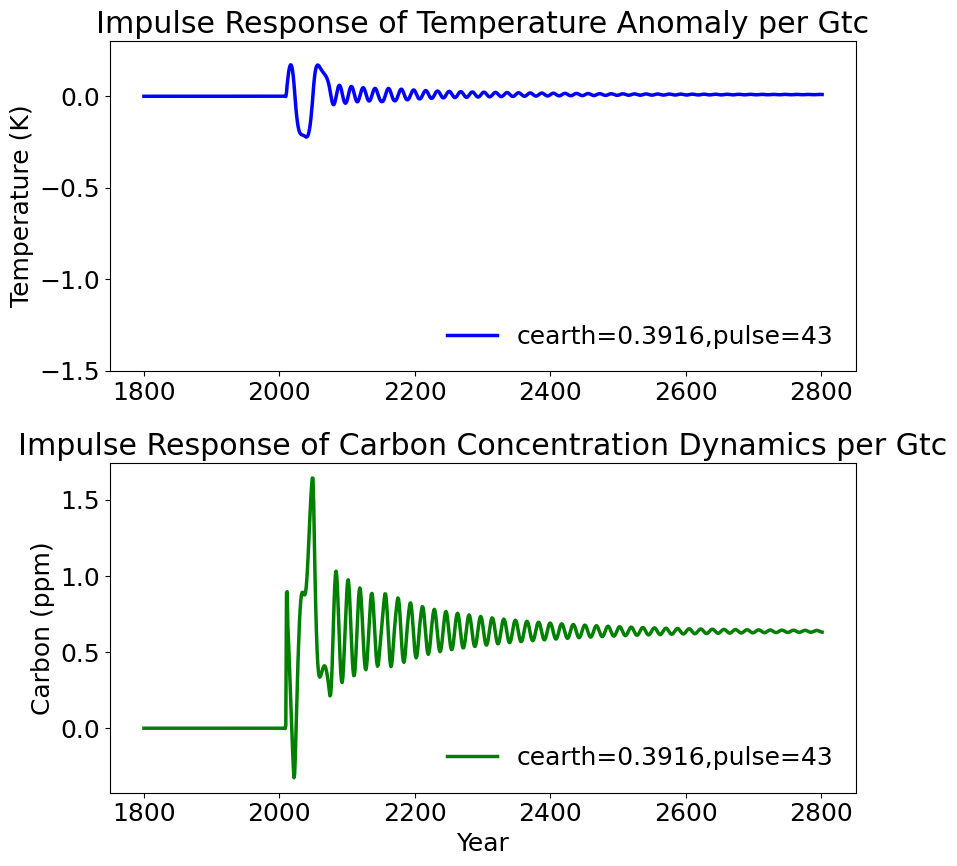 Impulse Response of Temperature Anomaly per Gtc
Temperature (K)
0.0
−0.5
−1.0
−1.5
cearth=0.3916,pulse=43
1800 2000 2200 2400 2600 2800
Impulse Response of Carbon Concentration Dynamics per Gtc
Carbon (ppm)
1.5
1.0
0.5
0.0
cearth=0.3916,pulse=43
1800 2000 2200 2400 2600 2800
Year